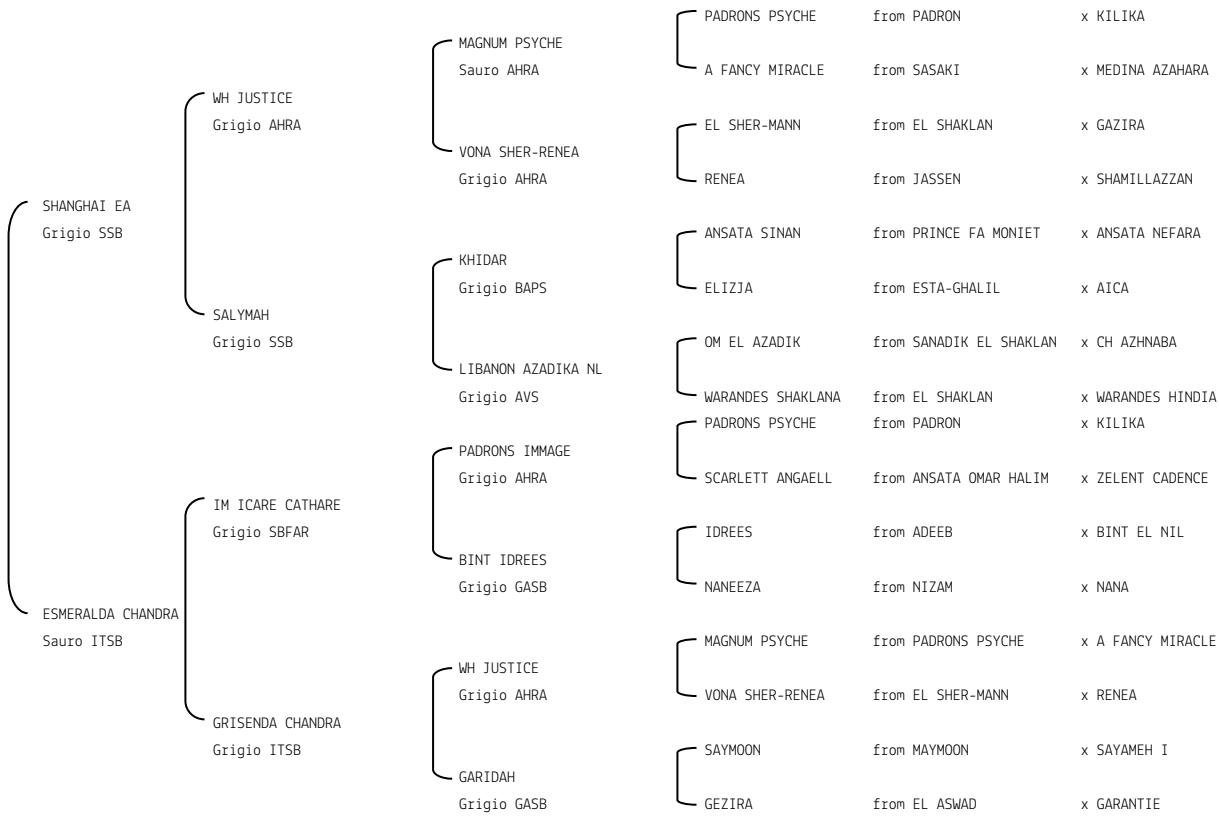 PADRONS PSYCHE from PADRON x KILIKA
MAGNUM PSYCHE
Sauro AHRA
A FANCY MIRACLE from SASAKI x MEDINA AZAHARA
WH JUSTICE
Grigio AHRA
EL SHER-MANN from EL SHAKLAN x GAZIRA
VONA SHER-RENEA
Grigio AHRA
RENEA from JASSEN x SHAMILLAZZAN
SHANGHAI EA
Grigio SSB
ANSATA SINAN from PRINCE FA MONIET x ANSATA NEFARA
KHIDAR
Grigio BAPS
ELIZJA from ESTA-GHALIL x AICA
SALYMAH
Grigio SSB
OM EL AZADIK from SANADIK EL SHAKLAN x CH AZHNABA
LIBANON AZADIKA NL
Grigio AVS
WARANDES SHAKLANA from EL SHAKLAN x WARANDES HINDIA
PADRONS PSYCHE from PADRON x KILIKA
PADRONS IMMAGE
Grigio AHRA
SCARLETT ANGAELL from ANSATA OMAR HALIM x ZELENT CADENCE
IM ICARE CATHARE
Grigio SBFAR
IDREES from ADEEB x BINT EL NIL
BINT IDREES
Grigio GASB
NANEEZA from NIZAM x NANA
ESMERALDA CHANDRA
Sauro ITSB
MAGNUM PSYCHE from PADRONS PSYCHE x A FANCY MIRACLE
WH JUSTICE
Grigio AHRA
VONA SHER-RENEA from EL SHER-MANN x RENEA
GRISENDA CHANDRA
Grigio ITSB
SAYMOON from MAYMOON x SAYAMEH I
GARIDAH
Grigio GASB
GEZIRA from EL ASWAD x GARANTIE